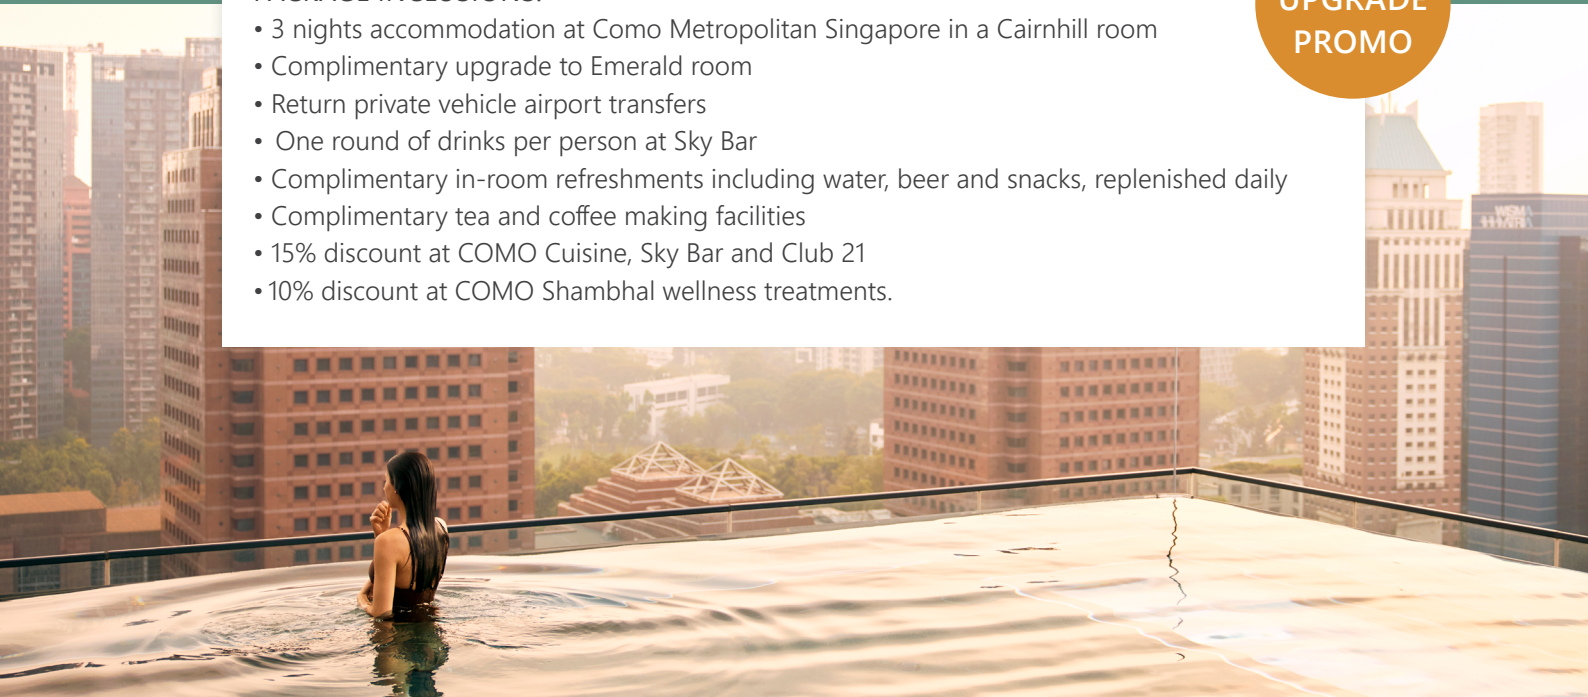 PACKAGE INCLUSIONS:
• 3 nights accommodation at Como Metropolitan Singapore in a Cairnhill room
• Complimentary upgrade to Emerald room
• Return private vehicle airport transfers
• One round of drinks per person at Sky Bar
• Complimentary in-room refreshments including water, beer and snacks, replenished daily
• Complimentary tea and coffee making facilities
• 15% discount at COMO Cuisine, Sky Bar and Club 21
• 10% discount at COMO Shambhal wellness treatments.
UPGRADE
PROMO